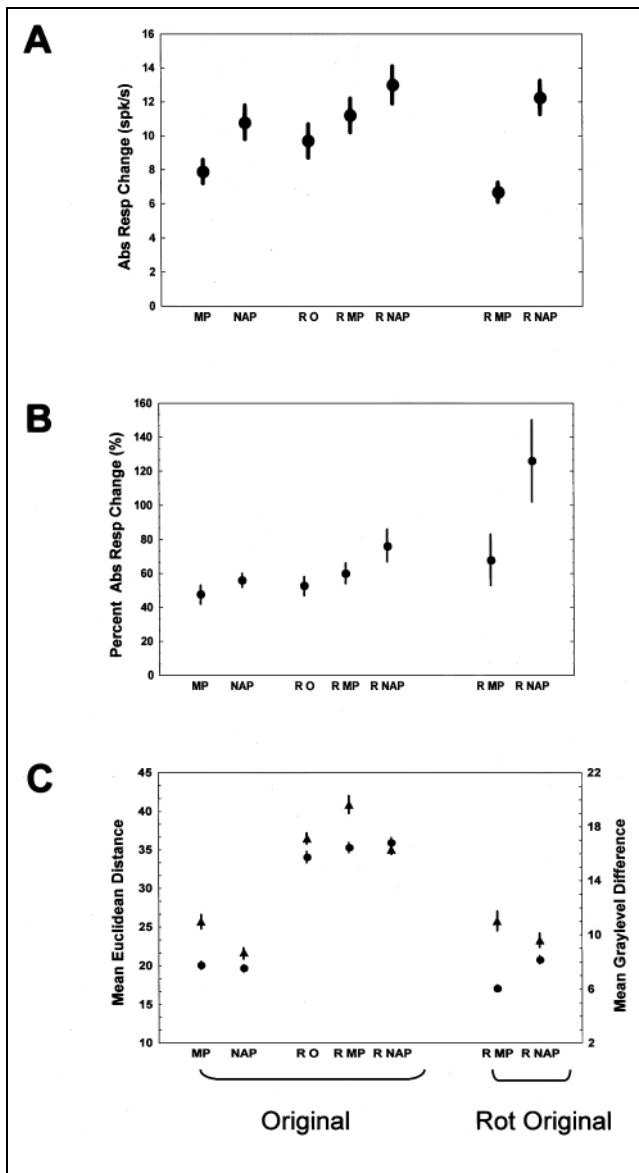 A
Abs Resp Change (spk/s)
16
14
12
10
8
6
4
2
0
MP NAP R O R MP R NAP R MP R NAP
B
Percent Abs Resp Change (%)
160
140
120
100
80
60
40
20
0
MP NAP R O R MP R NAP R MP R NAP
C
Mean Euclidean Distance
45
40
35
30
25
20
15
10
Mean Graylevel Difference
22
18
14
10
6
2
MP NAP R O R MP R NAP R MP R NAP
Original Rot Original